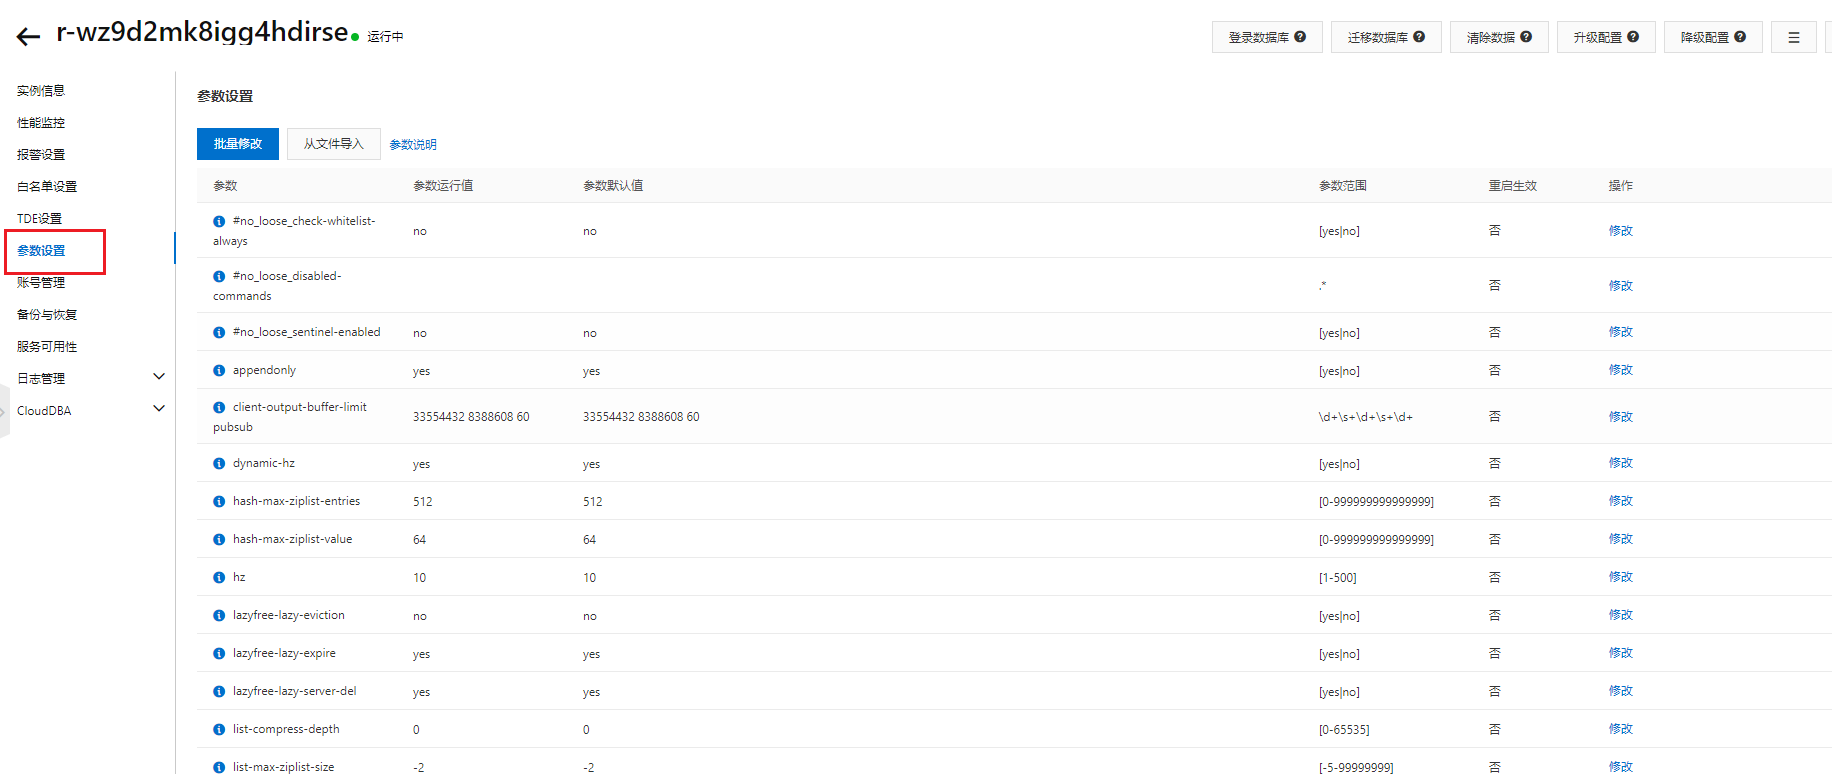 r-wz9d2mk8igg4hdirse 运行中
登录数据库 迁移数据库 清除数据 升级配置 降级配置
实例信息
性能监控
报警设置
白名单设置
TDE设置
参数设置
账号管理
备份与恢复
服务可用性
日志管理
CloudDBA
参数设置
批量修改 从文件导入 参数说明
参数 参数运行值 参数默认值 参数范围 重启生效 操作
#no_loose_check-whitelist-
always no no [yes|no] 否 修改
#no_loose_disabled-
commands .* 否 修改
#no_loose_sentinel-enabled no no [yes|no] 否 修改
appendonly yes yes [yes|no] 否 修改
client-output-buffer-limit
pubsub 33554432 8388608 60 33554432 8388608 60 \d+\s+\d+\s+\d+ 否 修改
dynamic-hz yes yes [yes|no] 否 修改
hash-max-ziplist-entries 512 512 [0-999999999999999] 否 修改
hash-max-ziplist-value 64 64 [0-999999999999999] 否 修改
hz 10 10 [1-500] 否 修改
lazyfree-lazy-eviction no no [yes|no] 否 修改
lazyfree-lazy-expire yes yes [yes|no] 否 修改
lazyfree-lazy-server-del yes yes [yes|no] 否 修改
list-compress-depth 0 0 [0-65535] 否 修改
list-max-ziplist-size -2 -2 [-5-99999999] 否 修改